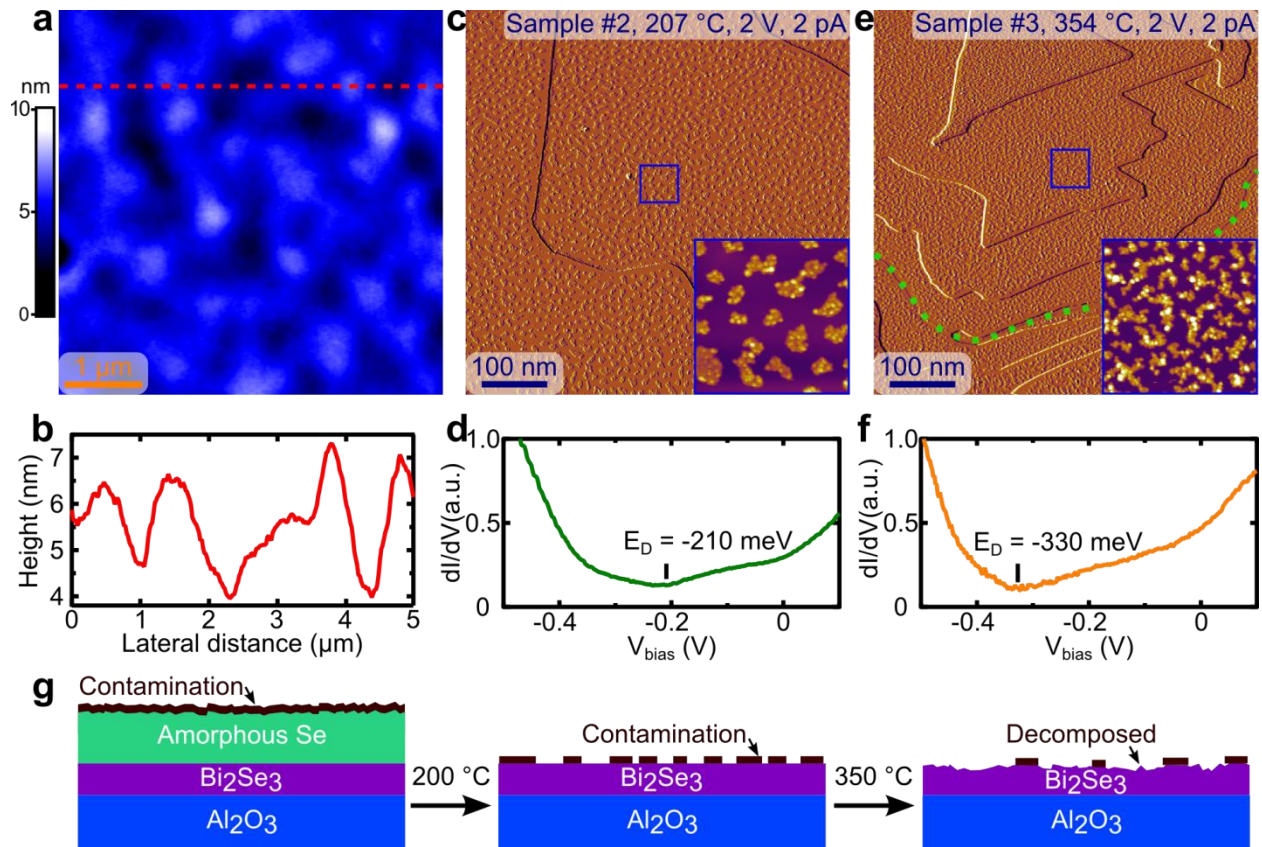 a
nm
10
5
0
1 µm
c
Sample #2, 207 °C, 2 V, 2 pA
100 nm
e
Sample #3, 354 °C, 2 V, 2 pA
100 nm
b
Height (nm)
7
6
5
4
0 1 2 3 4 5
Lateral distance (µm)
d
dI/dV(a.u.)
1.0
0.5
0
E_D = -210 meV
-0.4 -0.2 0
V_bias (V)
f
dI/dV(a.u.)
1.0
0.5
0
E_D = -330 meV
-0.4 -0.2 0
V_bias (V)
g
Contamination
Amorphous Se
Bi₂Se₃
Al₂O₃
200 °C
Contamination
Bi₂Se₃
Al₂O₃
350 °C
Decomposed
Bi₂Se₃
Al₂O₃